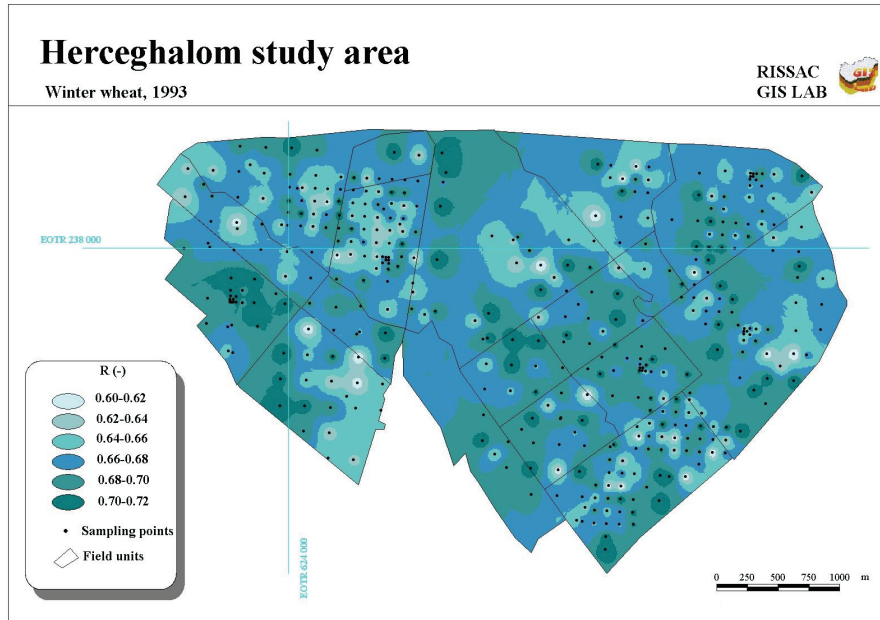 Herceghalom study area
Winter wheat, 1993
RISSAC
GIS LAB
GIS
EOTR 238 000
R (-)
0.60-0.62
0.62-0.64
0.64-0.66
0.66-0.68
0.68-0.70
0.70-0.72
Sampling points
Field units
EOTR 624 000
0 250 500 750 1000 m